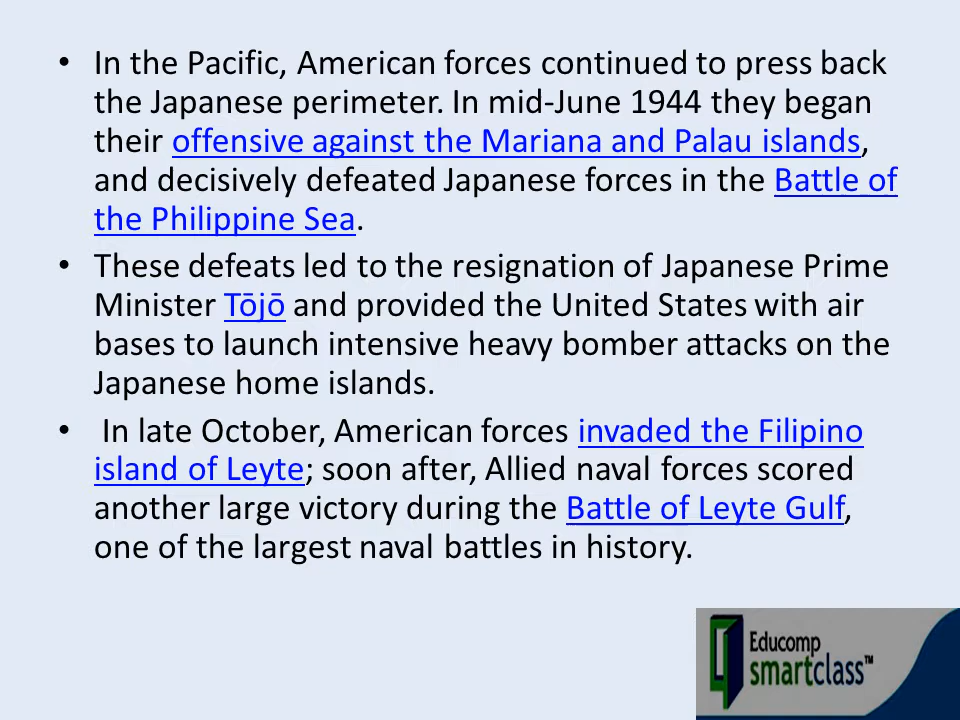 • In the Pacific, American forces continued to press back
the Japanese perimeter. In mid-June 1944 they began
their offensive against the Mariana and Palau islands,
and decisively defeated Japanese forces in the Battle of
the Philippine Sea.
• These defeats led to the resignation of Japanese Prime
Minister Tōjō and provided the United States with air
bases to launch intensive heavy bomber attacks on the
Japanese home islands.
• In late October, American forces invaded the Filipino
island of Leyte; soon after, Allied naval forces scored
another large victory during the Battle of Leyte Gulf,
one of the largest naval battles in history.
Educomp
smartclass™